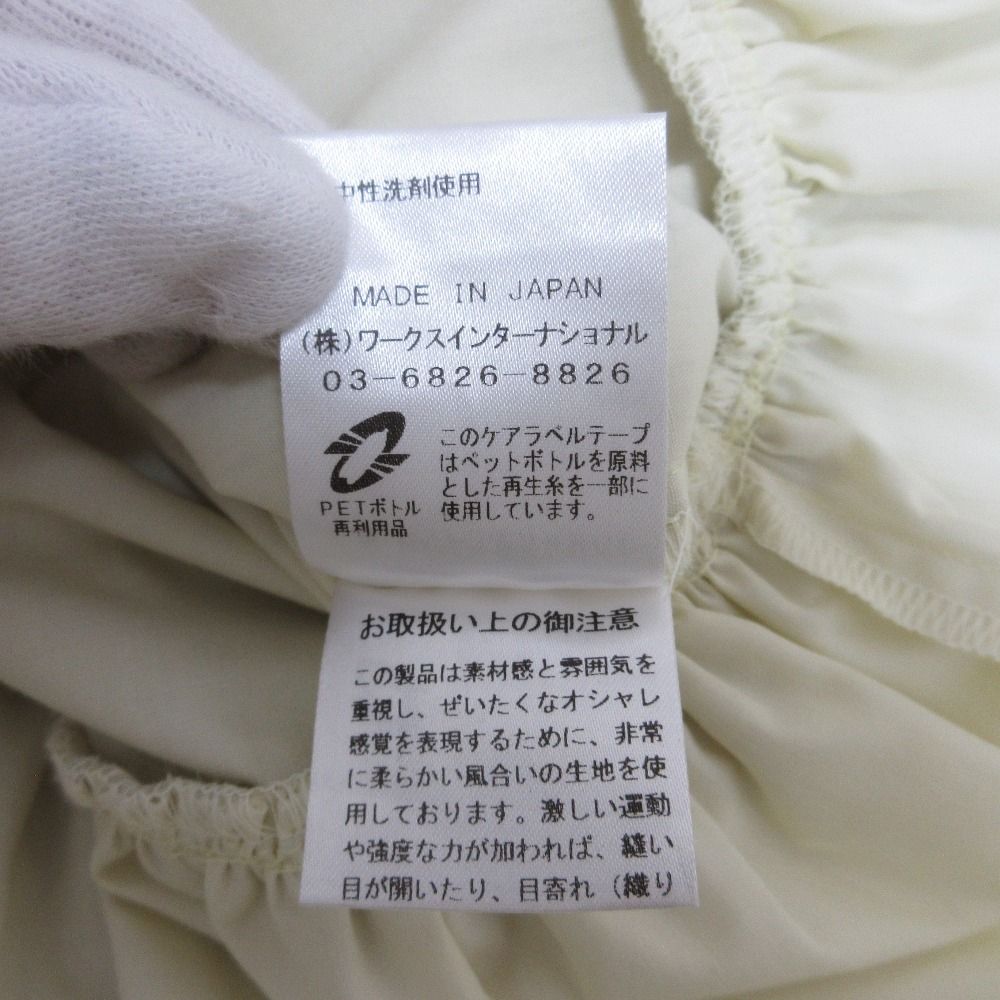 中性洗剤使用
MADE IN JAPAN
(株)ワークスインターナショナル
03-6826-8826
このケアラベルテープ
はペットボトルを原料
とした再生糸を一部に
使用しています。
PETボトル
再利用品
お取扱い上の御注意
この製品は素材感と雰囲気を
重視し、ぜいたくなオシャレ
感覚を表現するために、非常
に柔らかい風合いの生地を使
用しております。激しい運動
や強度な力が加われば、縫い
目が開いたり、目寄れ（織り